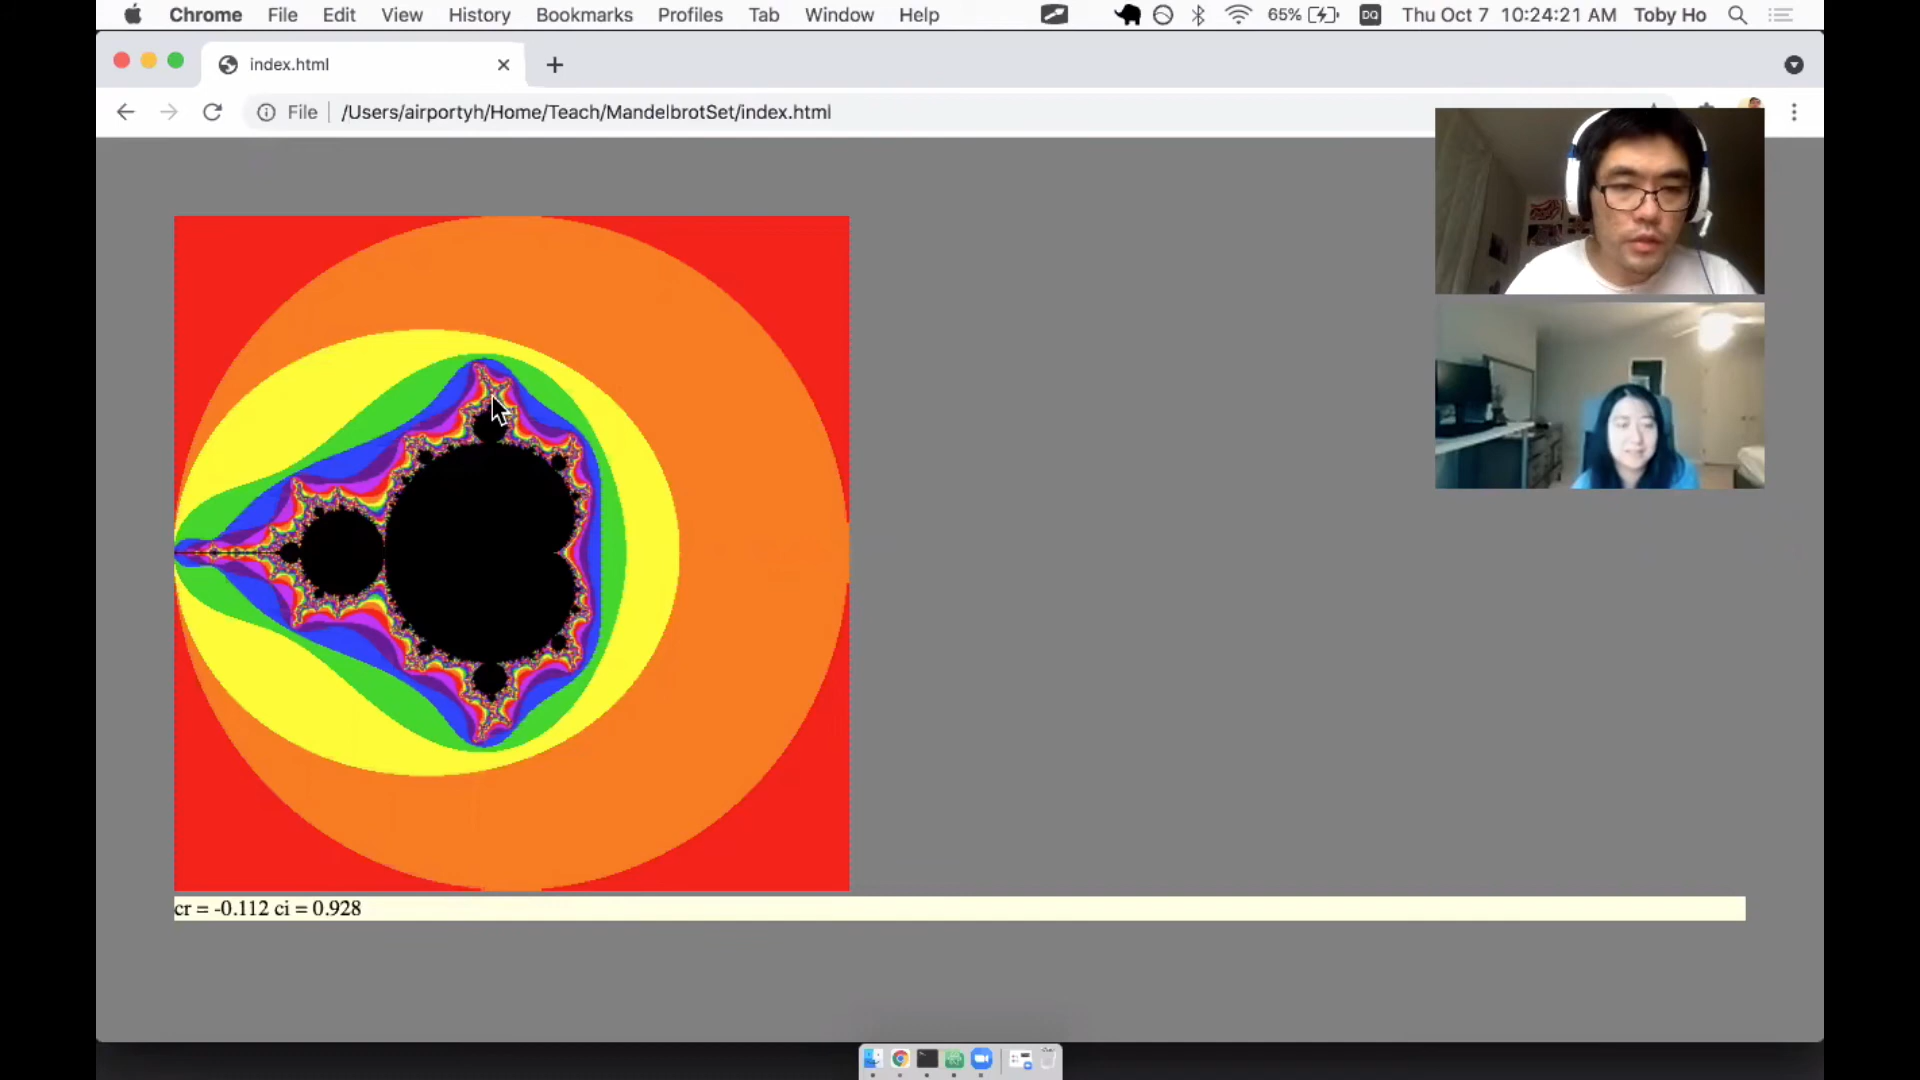 Chrome File Edit View History Bookmarks Profiles Tab Window Help 65% DQ Thu Oct 7 10:24:21 AM Toby Ho
index.html
File /Users/airportyh/Home/Teach/MandelbrotSet/index.html
cr = -0.112 ci = 0.928